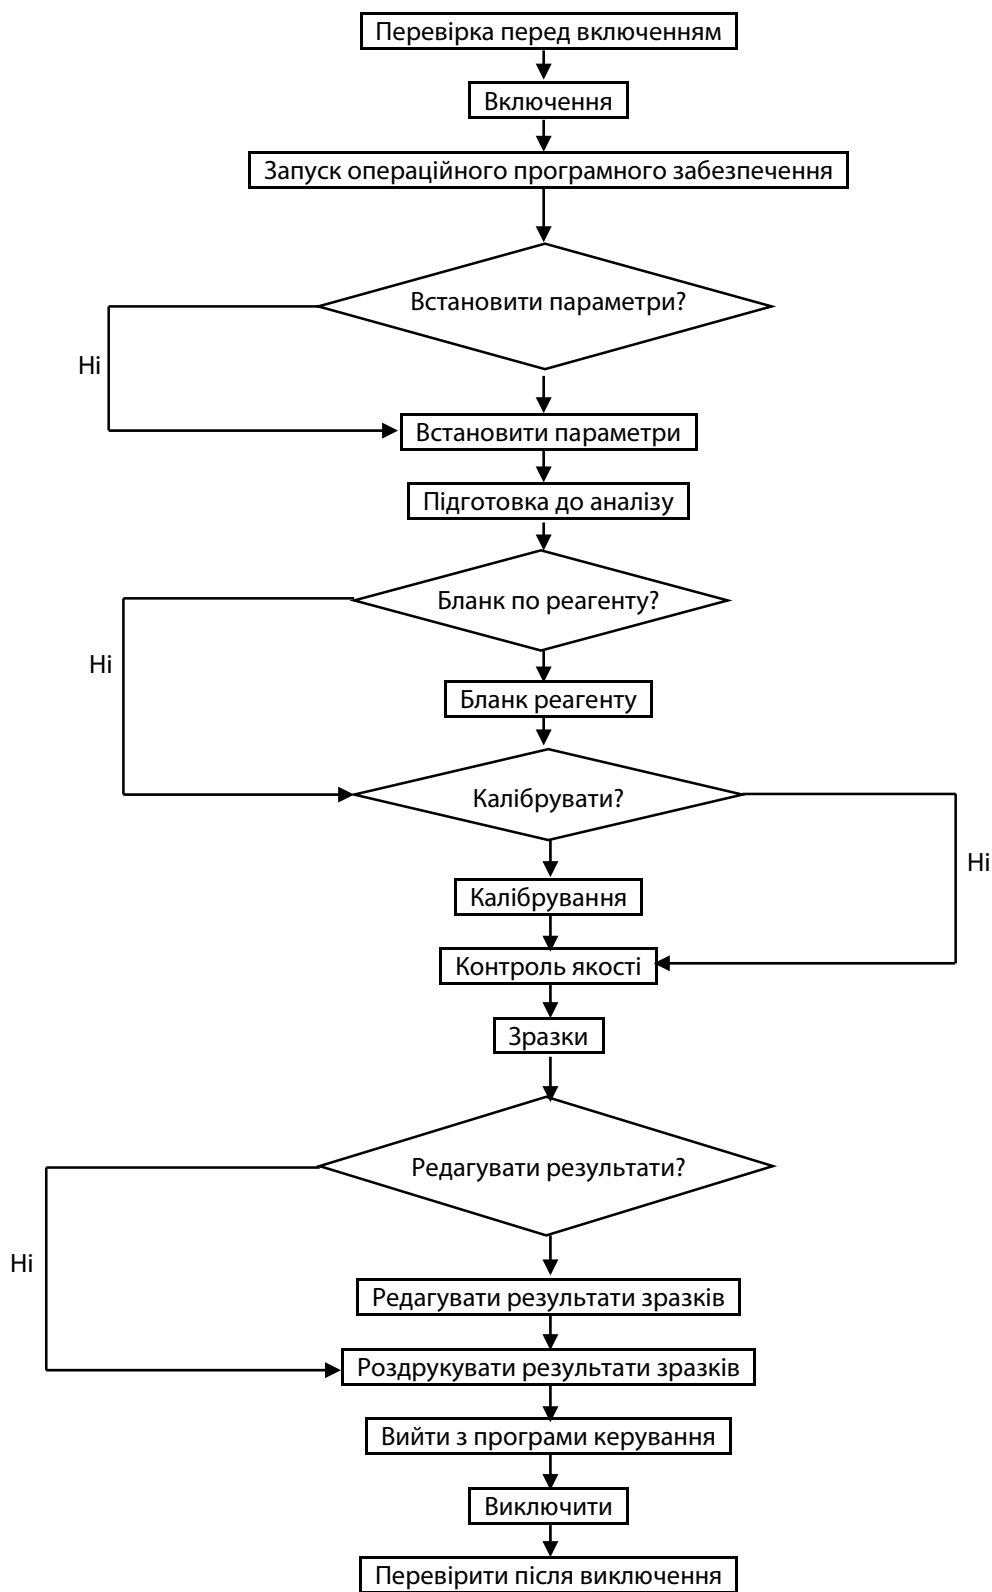 Перевірка перед включенням
Включення
Запуск операційного програмного забезпечення
Встановити параметри?
Ні
Встановити параметри
Підготовка до аналізу
Бланк по реагенту?
Ні
Бланк реагенту
Калібрувати?
Ні
Калібрування
Контроль якості
Зразки
Редагувати результати?
Ні
Редагувати результати зразків
Роздрукувати результати зразків
Вийти з програми керування
Виключити
Перевірити після виключення